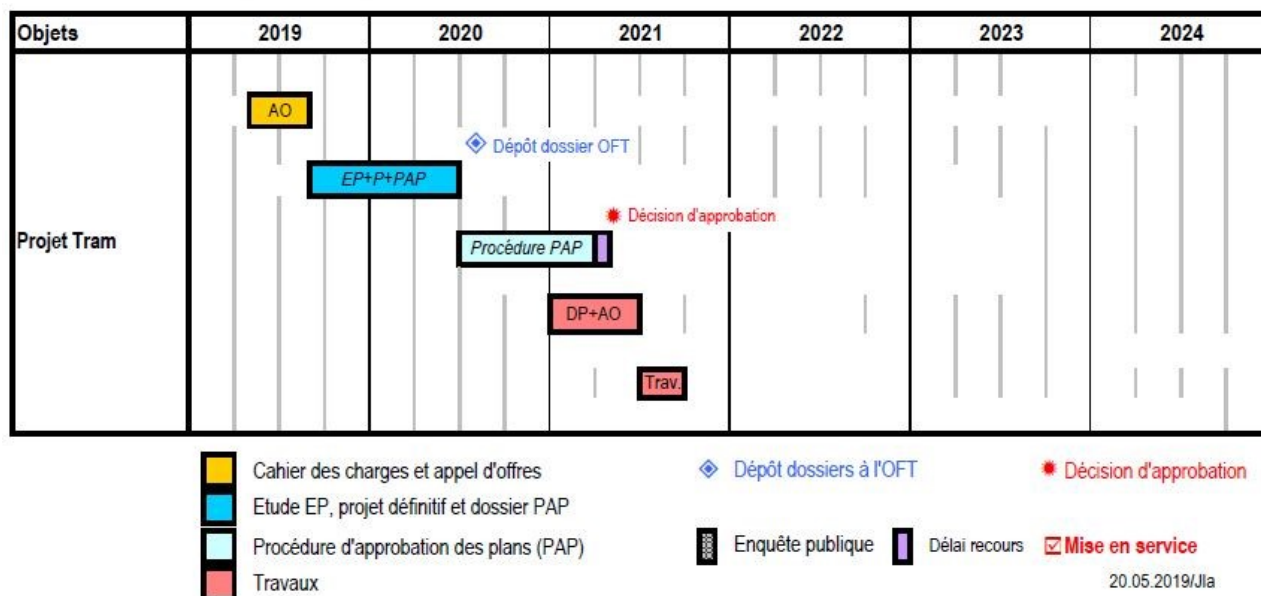 Objets 2019 2020 2021 2022 2023 2024
AO
Dépôt dossier OFT
EP+P+PAP
Décision d'approbation
Projet Tram
Procédure PAP
DP+AO
Trav.
Cahier des charges et appel d'offres
Dépôt dossiers à l'OFT
Décision d'approbation
Etude EP, projet définitif et dossier PAP
Procédure d'approbation des plans (PAP)
Enquête publique
Délai recours
Mise en service
Travaux
20.05.2019/Jla